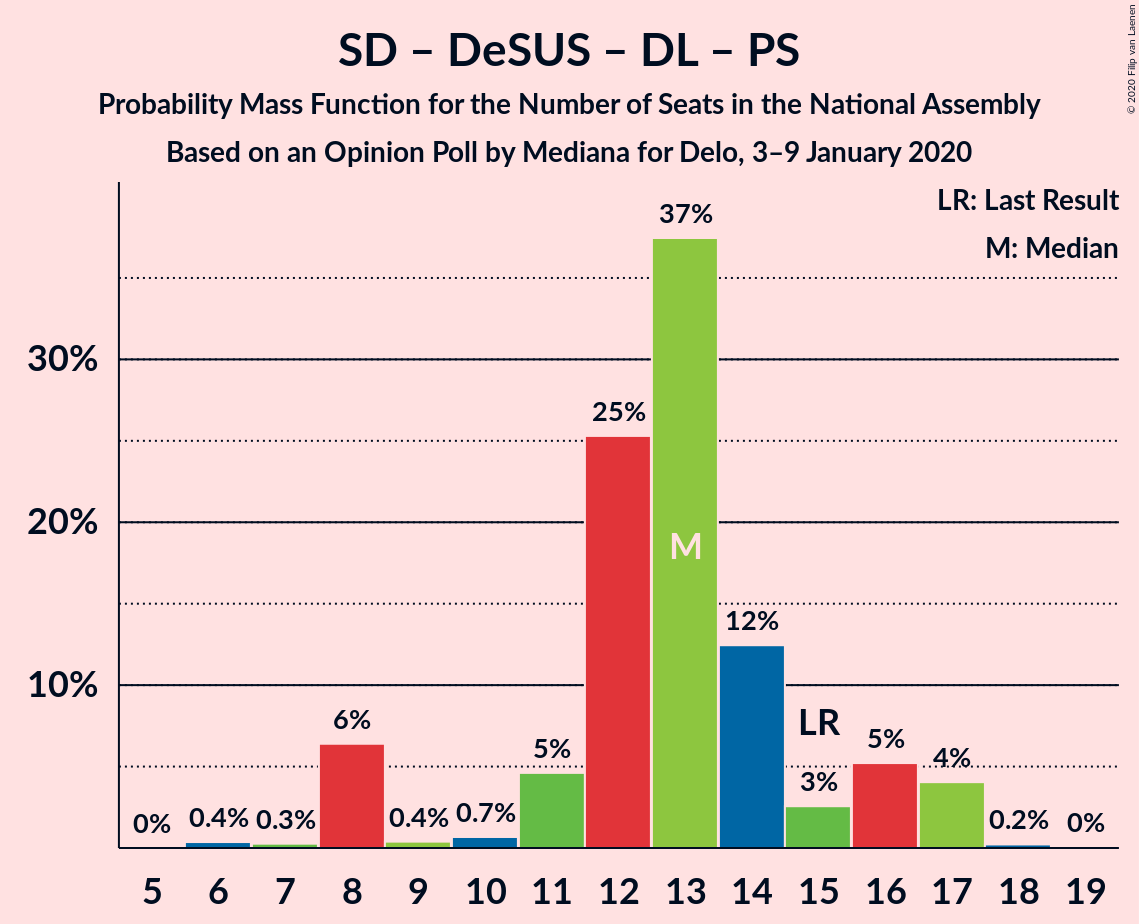 SD – DeSUS – DL – PS
Probability Mass Function for the Number of Seats in the National Assembly
Based on an Opinion Poll by Mediana for Delo, 3–9 January 2020
© 2020 Filip van Laenen
LR: Last Result
M: Median
30%
20%
10%
0%
0.4%
0.3%
6%
0.4%
0.7%
5%
25%
37%
M
12%
LR
3%
5%
4%
0.2%
0%
5 6 7 8 9 10 11 12 13 14 15 16 17 18 19